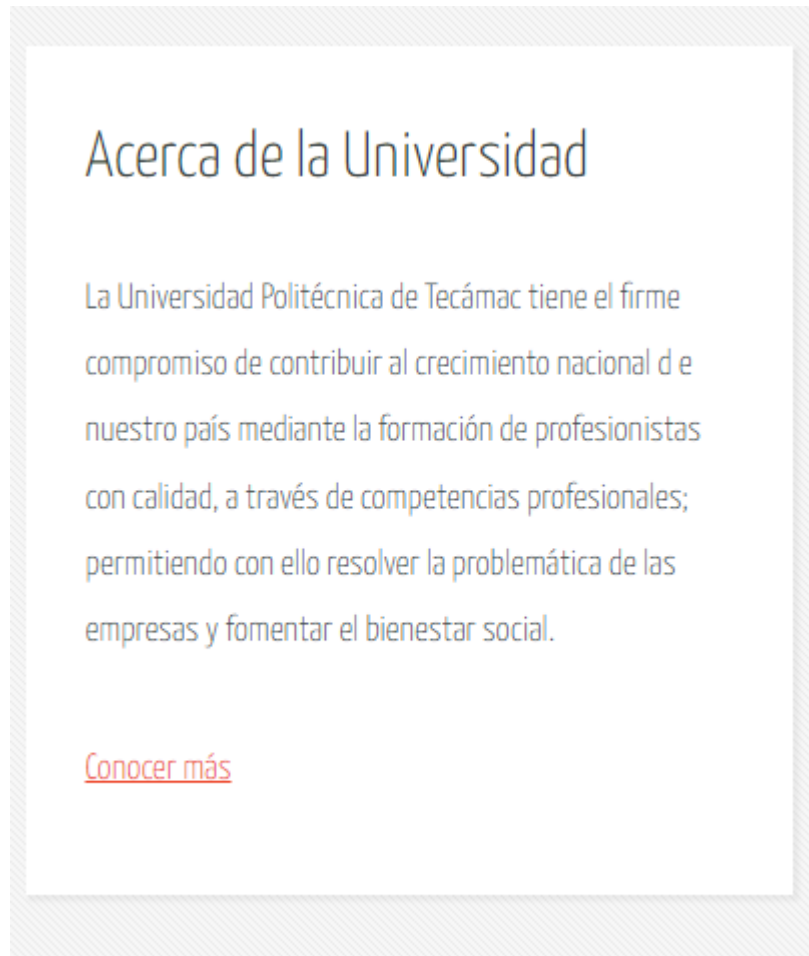 Acerca de la Universidad
La Universidad Politécnica de Tecámac tiene el firme
compromiso de contribuir al crecimiento nacional d e
nuestro país mediante la formación de profesionistas
con calidad, a través de competencias profesionales;
permitiendo con ello resolver la problemática de las
empresas y fomentar el bienestar social.
Conocer más